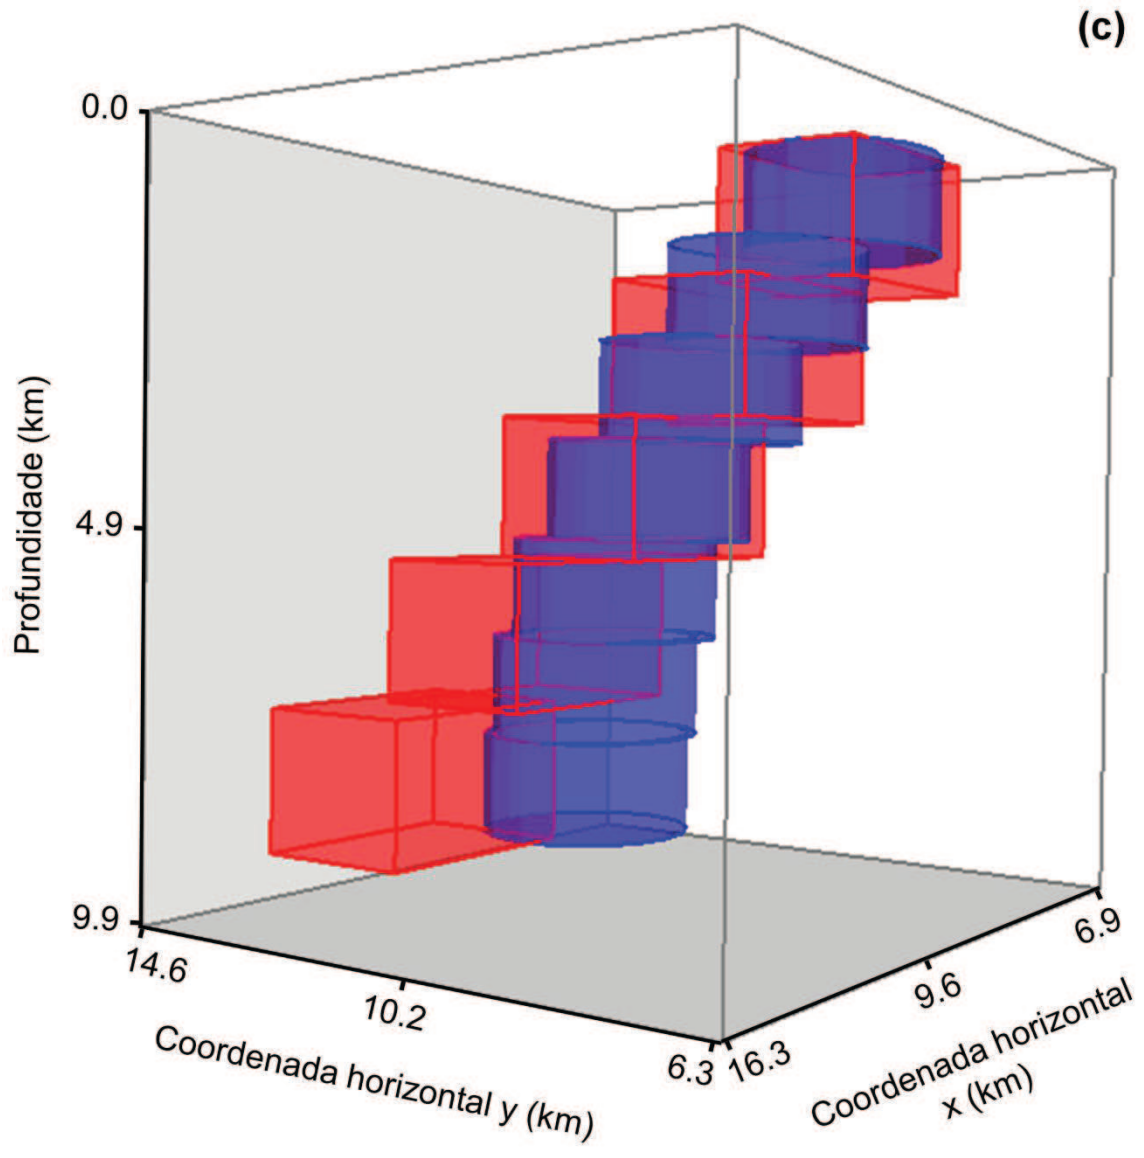 (c)
0.0
4.9
9.9
Profundidade (km)
14.6
10.2
6.3
Coordenada horizontal y (km)
16.3
9.6
6.9
Coordenada horizontal
x (km)